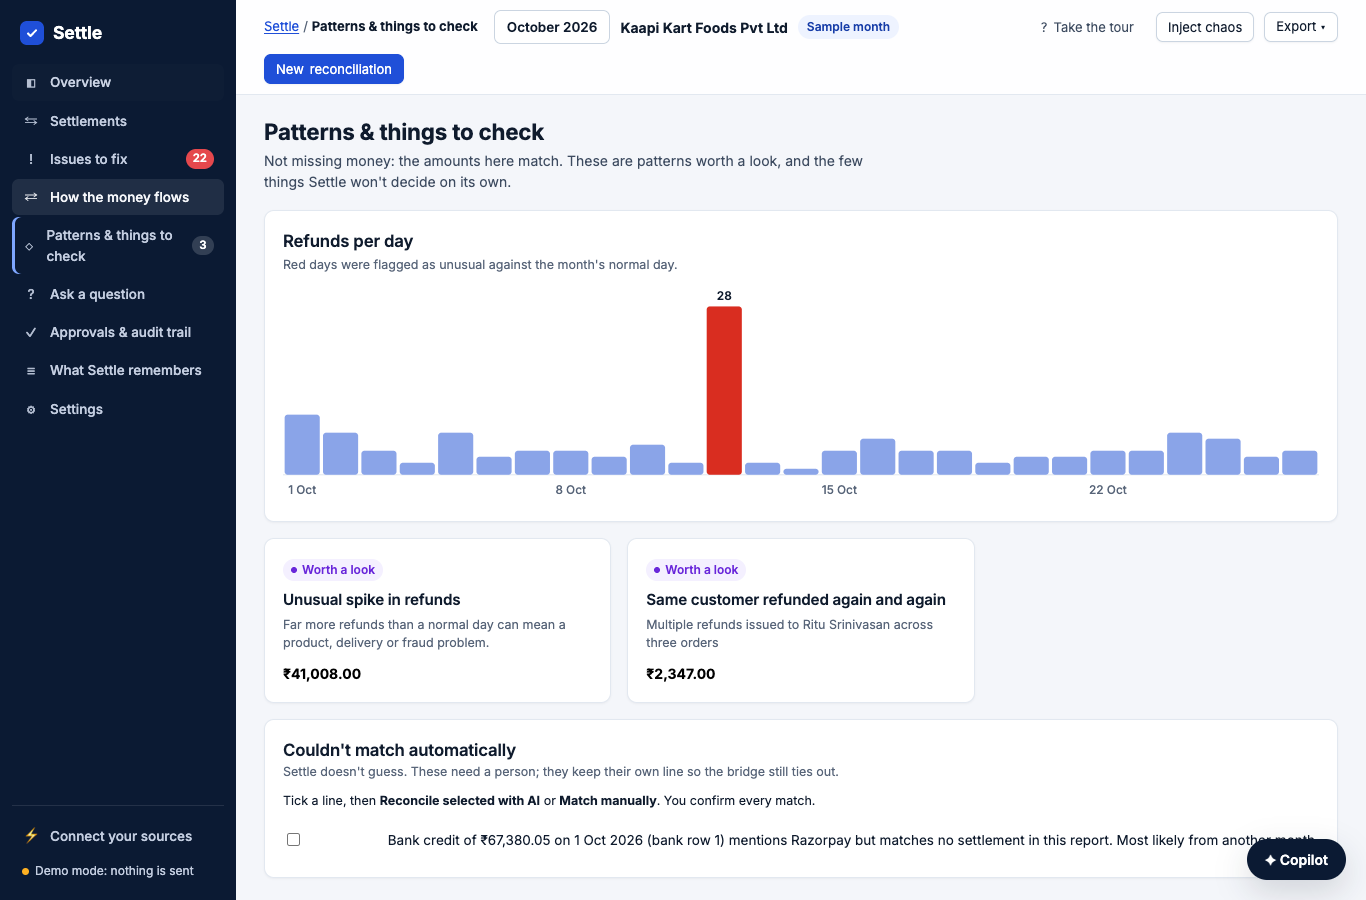 Settle
Overview
Settlements
Issues to fix 22
How the money flows
Patterns & things to
check
3
Ask a question
Approvals & audit trail
What Settle remembers
Settings
Connect your sources
Demo mode: nothing is sent
Settle / Patterns & things to check October 2026 Kaapi Kart Foods Pvt Ltd Sample month ? Take the tour Inject chaos Export
New reconciliation
Patterns & things to check
Not missing money: the amounts here match. These are patterns worth a look, and the few
things Settle won't decide on its own.
Refunds per day
Red days were flagged as unusual against the month's normal day.
28
1 Oct 8 Oct 15 Oct 22 Oct
Worth a look
Unusual spike in refunds
Far more refunds than a normal day can mean a
product, delivery or fraud problem.
₹41,008.00
Worth a look
Same customer refunded again and again
Multiple refunds issued to Ritu Srinivasan across
three orders
₹2,347.00
Couldn't match automatically
Settle doesn't guess. These need a person; they keep their own line so the bridge still ties out.
Tick a line, then Reconcile selected with AI or Match manually. You confirm every match.
Bank credit of ₹67,380.05 on 1 Oct 2026 (bank row 1) mentions Razorpay but matches no settlement in this report. Most likely from another month.
Copilot